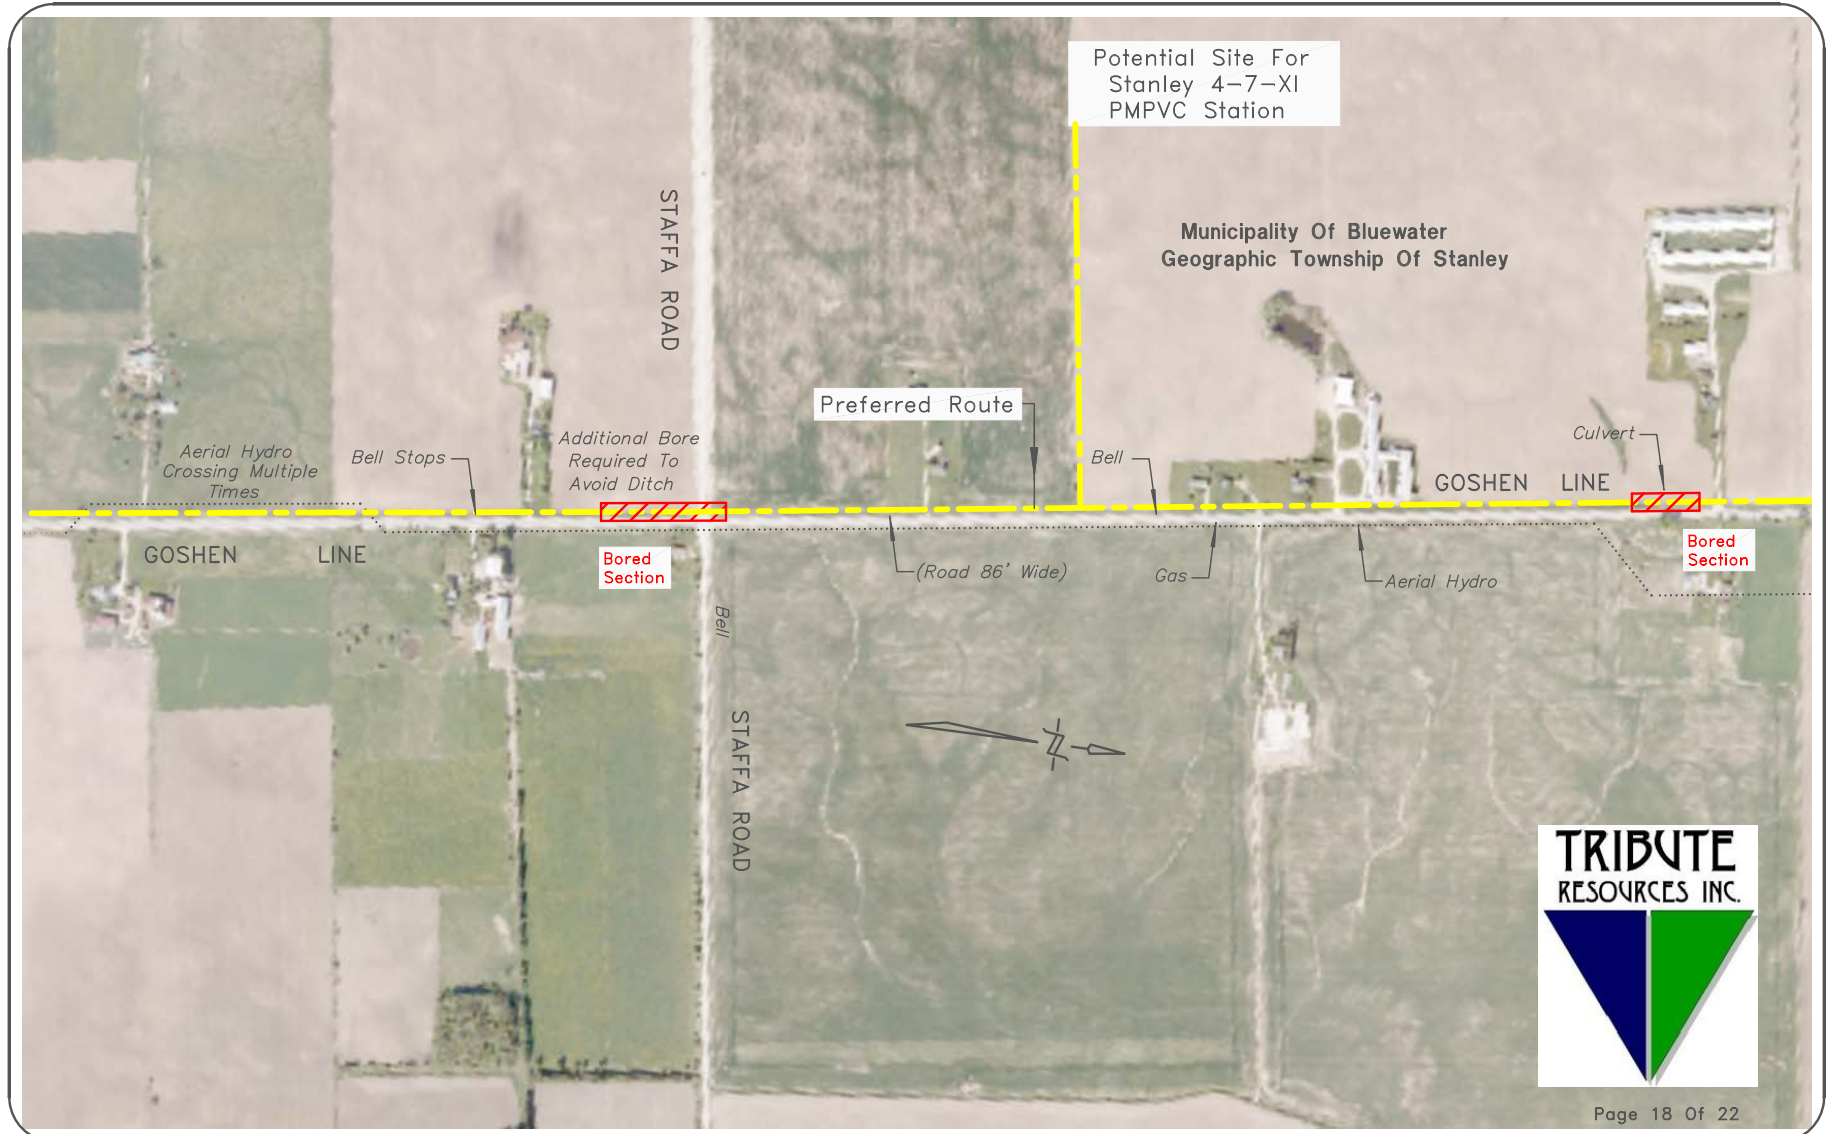 Potential Site For
Stanley 4-7-XI
PMPVC Station
STAFFA ROAD
Municipality Of Bluewater
Geographic Township Of Stanley
Preferred Route
Aerial Hydro
Crossing Multiple
Times
Bell Stops
Additional Bore
Required To
Avoid Ditch
Bell
Culvert
GOSHEN LINE
GOSHEN LINE
Bored
Section
(Road 86' Wide)
Gas
Aerial Hydro
Bored
Section
Bell
STAFFA ROAD
N
TRIBUTE
RESOURCES INC.
Page 18 Of 22